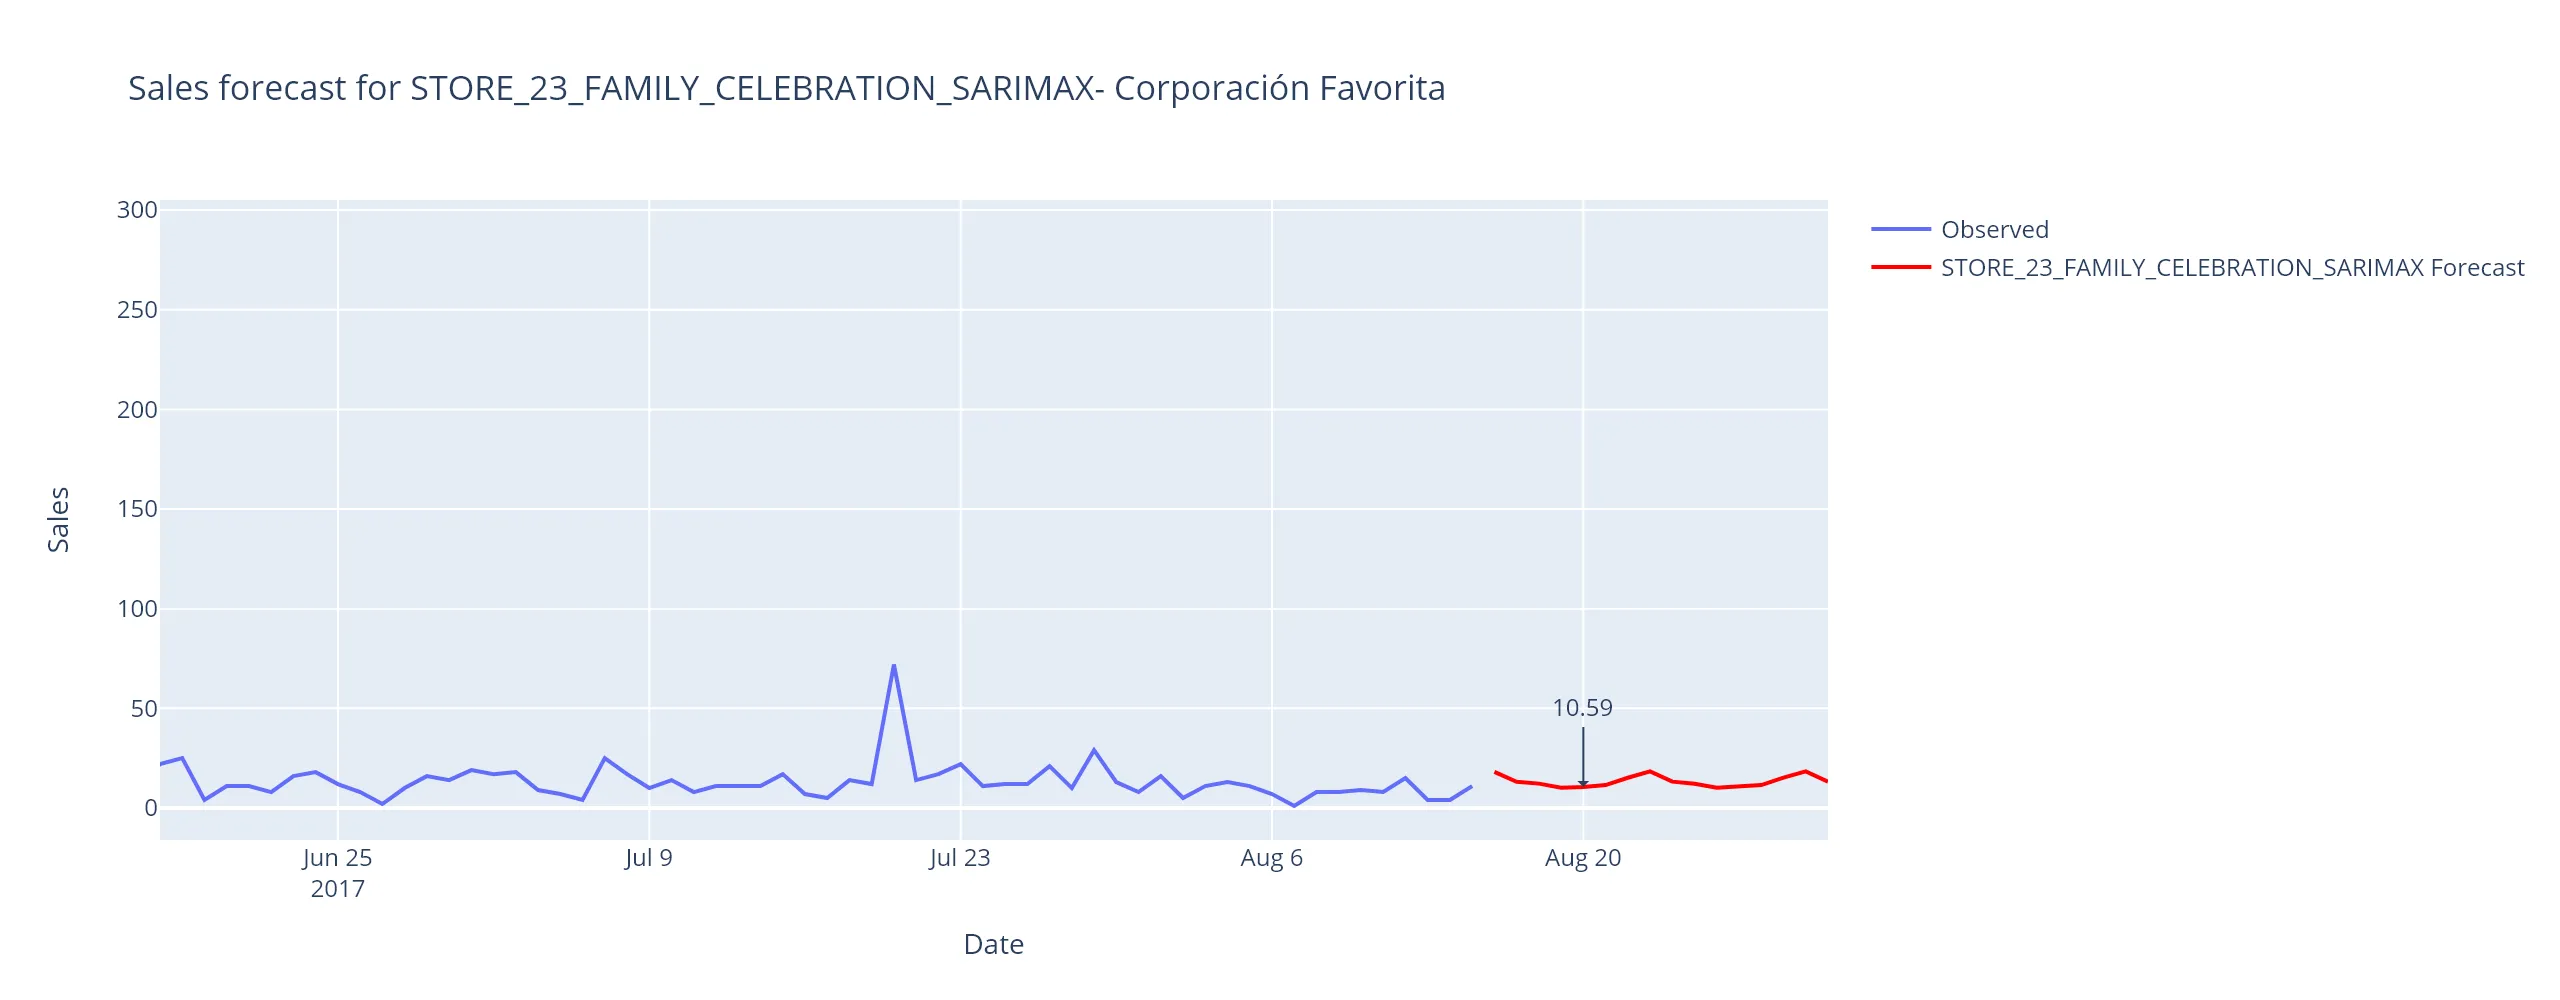 Sales forecast for STORE_23_FAMILY_CELEBRATION_SARIMAX- Corporación Favorita
Observed
STORE_23_FAMILY_CELEBRATION_SARIMAX Forecast
Sales
300
250
200
150
100
50
0
10.59
Jun 25
2017
Jul 9
Jul 23
Aug 6
Aug 20
Date